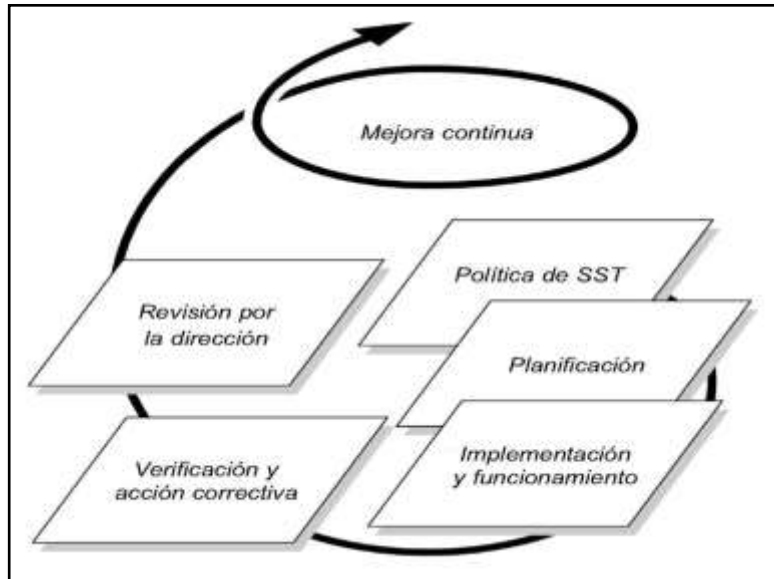 Mejora continua
Política de SST
Planificación
Implementación
y funcionamiento
Verificación y
acción correctiva
Revisión por
la dirección